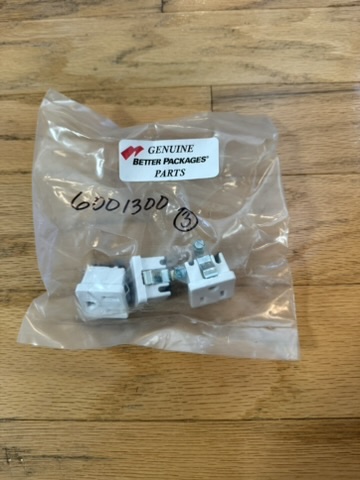 GENUINE
BETTER PACKAGES®
PARTS
6001300
3